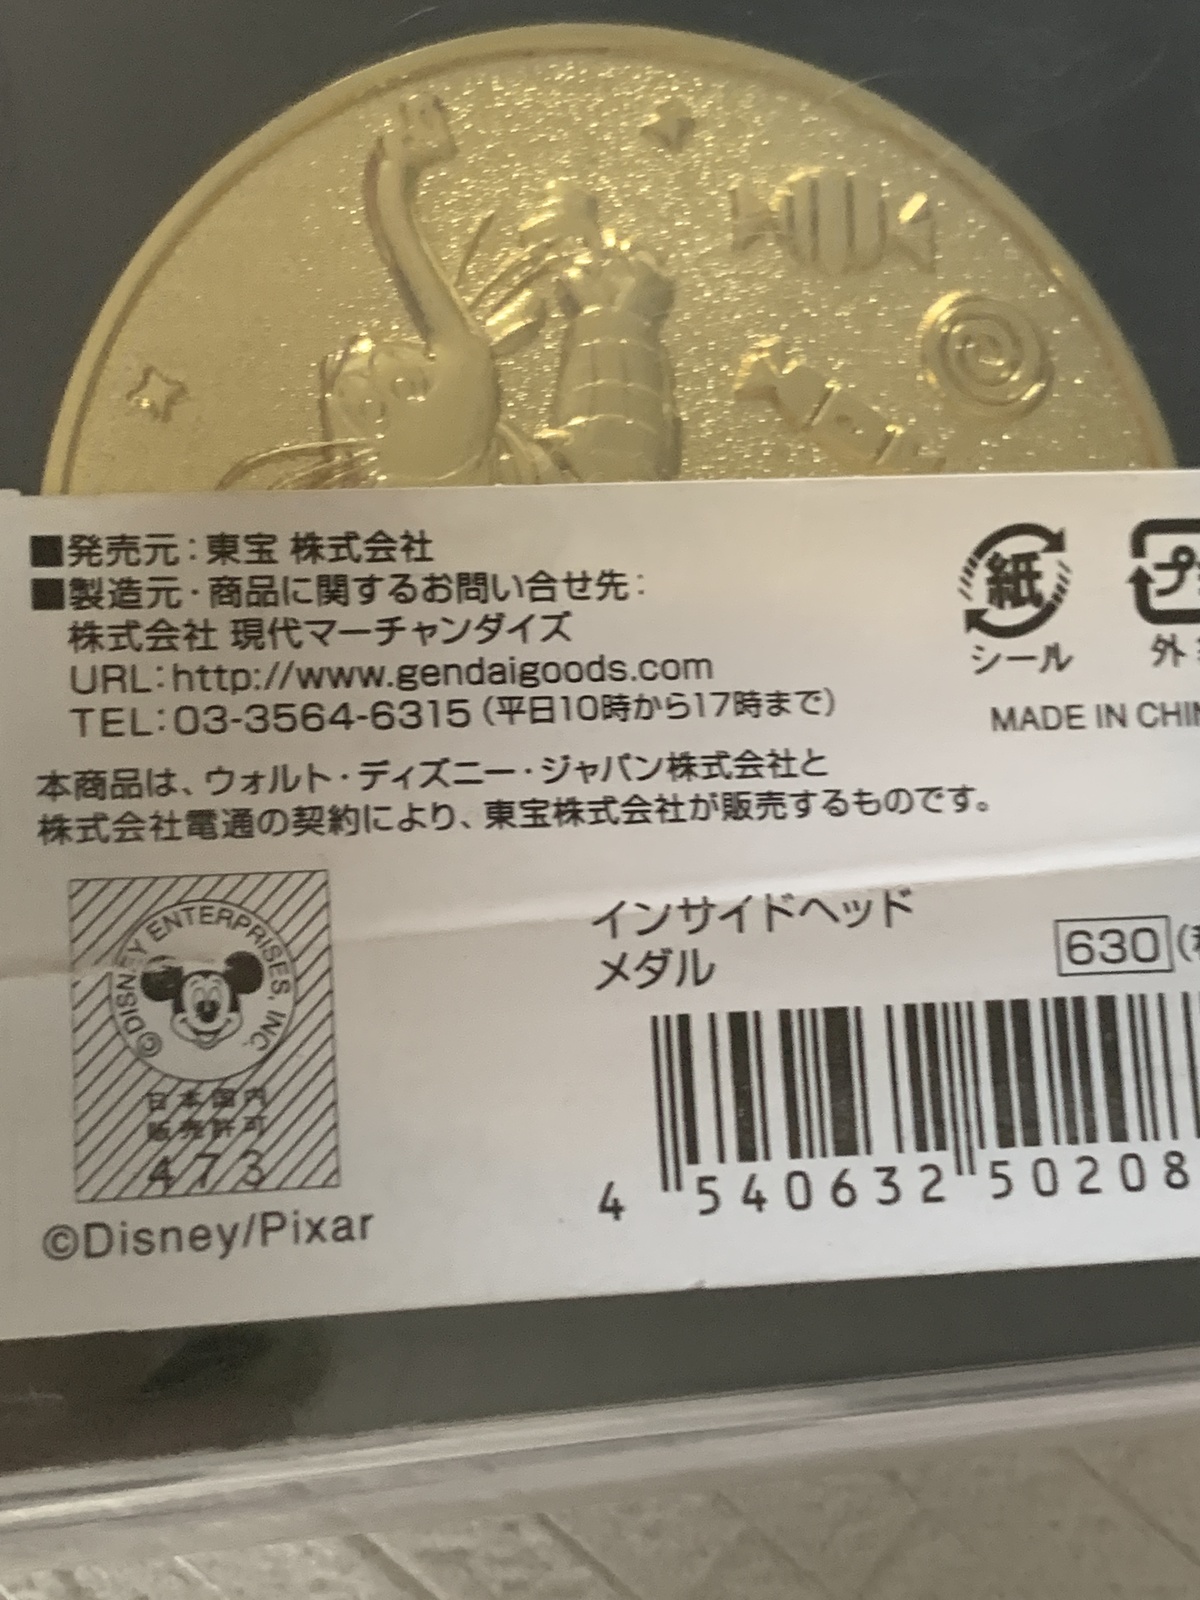 ■発売元：東宝 株式会社
■製造元・商品に関するお問い合せ先：
株式会社 現代マーチャンダイズ
URL：http://www.gendaigoods.com
TEL：03-3564-6315（平日10時から17時まで）
紙
シール
プ
外
MADE IN CHIN
本商品は、ウォルト・ディズニー・ジャパン株式会社と
株式会社電通の契約により、東宝株式会社が販売するものです。
©DISNEY ENTERPRISES, INC.
日本国内
販売許可
473
©Disney/Pixar
インサイドヘッド
メダル
630
4 540632 50208